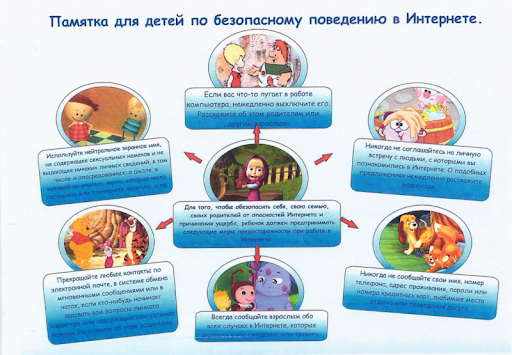 Памятка для детей по безопасному поведению в Интернете.
Если вас что-то пугает в работе
компьютера, немедленно выключите его.
Расскажите об этом родителям или
другим взрослым.
Используйте нейтральное экранное имя,
не содержащее сексуальных намеков и не
выдающее никаких личных сведений, в том
числе и опосредованных: о школе, в
которой вы учитесь, места, которые часто
посещаете или планируете посетить, и пр.
Никогда не соглашайтесь на личную
встречу с людьми, с которыми вы
познакомились в Интернете. О подобных
предложениях немедленно расскажите
родителям.
Для того, чтобы обезопасить себя, свою семью,
своих родителей от опасностей Интернета и
причинения ущерба, ребенок должен предпринимать
следующие меры предосторожности при работе в
Интернете:
Прекращайте любые контакты по
электронной почте, в системе обмена
мгновенными сообщениями или в
чатах, если кто-нибудь начинает
задавать вам вопросы личного
характера или содержащие сексуальные
намеки. Расскажите об этом родителям.
Всегда сообщайте взрослым обо
всех случаях в Интернете, которые
вызвали у вас смущение или тревогу.
Никогда не сообщайте свои имя, номер
телефона, адрес проживания, пароли или
номера кредитных карт, любимые места
отдыха или проведения досуга.